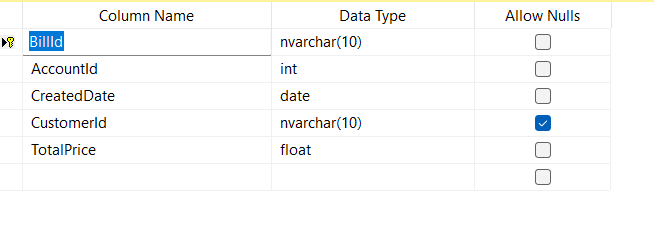 Column Name Data Type Allow Nulls
BillId nvarchar(10)
AccountId int
CreatedDate date
CustomerId nvarchar(10)
TotalPrice float